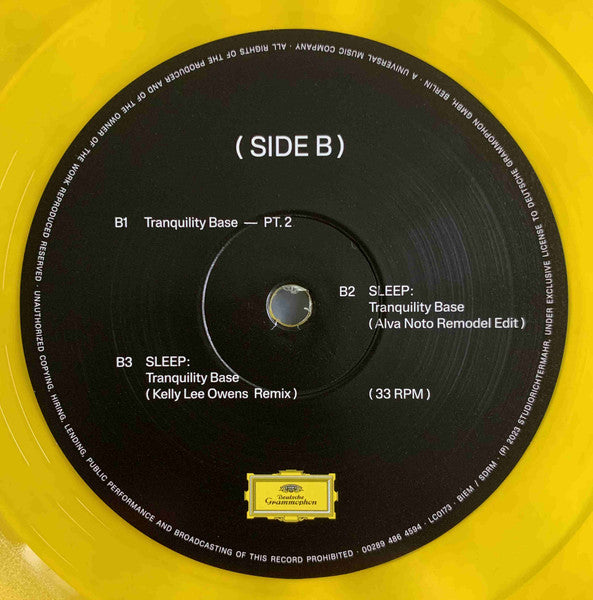 ( SIDE B )
B1 Tranquility Base — PT. 2
B2 SLEEP:
Tranquility Base
( Alva Noto Remodel Edit )
B3 SLEEP:
Tranquility Base
( Kelly Lee Owens Remix )
( 33 RPM )
Deutsche
Grammophon
(P) 2023 STUDIORICHTERMAHR, UNDER EXCLUSIVE LICENSE TO DEUTSCHE GRAMMOPHON GMBH, BERLIN · A UNIVERSAL MUSIC COMPANY · ALL RIGHTS OF THE PRODUCER AND OF THE OWNER OF THE WORK REPRODUCED RESERVED · UNAUTHORIZED COPYING, HIRING, LENDING, PUBLIC PERFORMANCE AND BROADCASTING OF THIS RECORD PROHIBITED · 00289 486 4594 · LC0173 · BIEM / SDRM ·